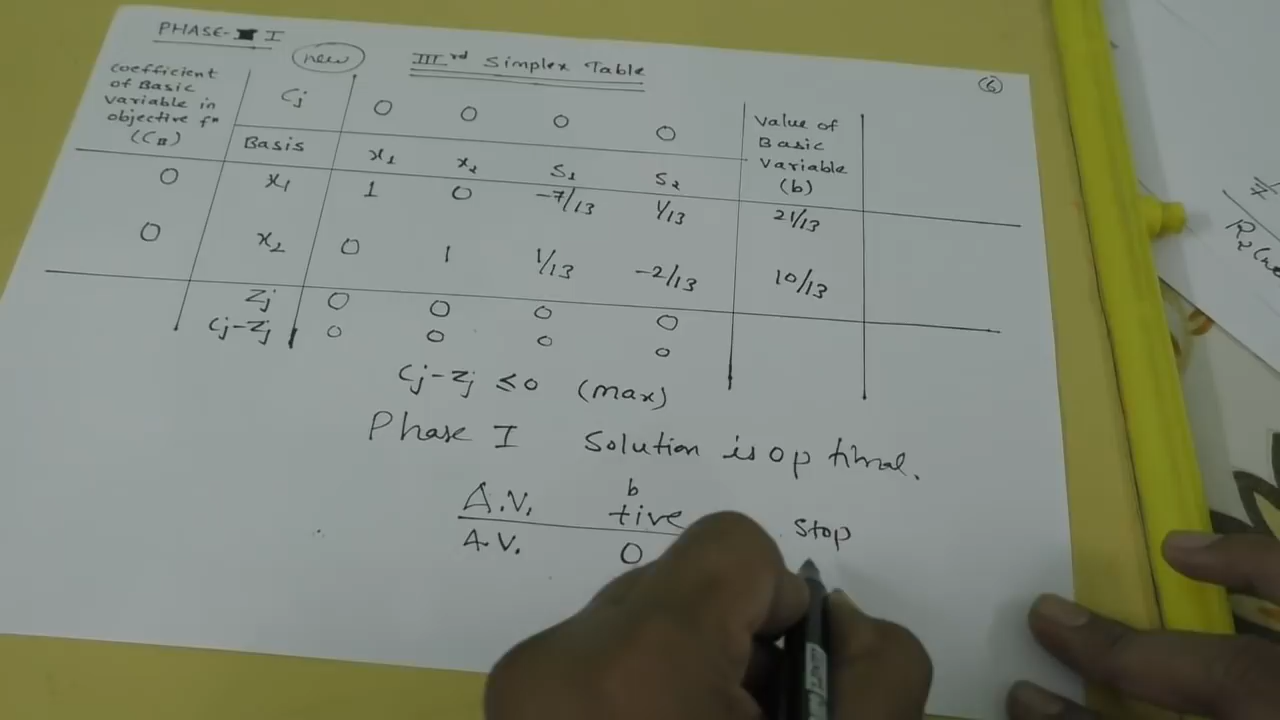 PHASE- I
new
IIIrd Simplex Table
6
coefficient of Basic variable in objective fn (CB)
Cj 0 0 0 0
Value of Basic Variable (b)
Basis x1 x2 S1 S2
0 x1 1 0 -7/13 1/13 21/13
0 x2 0 1 1/13 -2/13 10/13
Zj 0 0 0 0
Cj-Zj 0 0 0 0
Cj-Zj ≤0 (max)
Phase I Solution is optimal.
A.V. b +ive Stop
A.V. 0